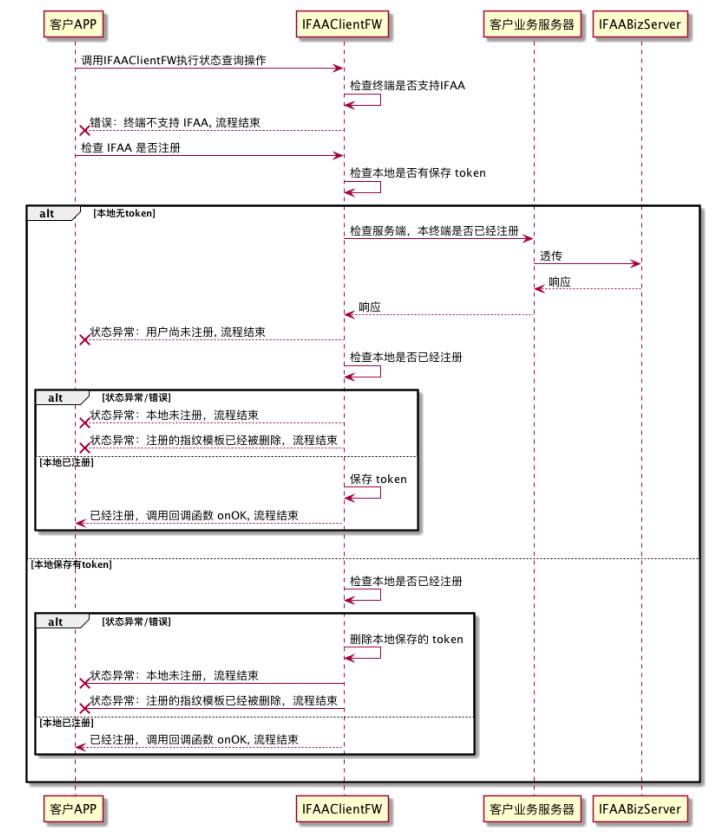 客户APP
IFAAClientFW
客户业务服务器
IFAABizServer
调用IFAAClientFW执行状态查询操作
检查终端是否支持IFAA
错误：终端不支持 IFAA, 流程结束
检查 IFAA 是否注册
检查本地是否有保存 token
alt
[本地无token]
检查服务端，本终端是否已经注册
透传
响应
响应
状态异常：用户尚未注册, 流程结束
检查本地是否已经注册
alt
[状态异常/错误]
状态异常：本地未注册，流程结束
状态异常：注册的指纹模板已经被删除，流程结束
[本地已注册]
保存 token
已经注册，调用回调函数 onOK, 流程结束
[本地保存有token]
检查本地是否已经注册
alt
[状态异常/错误]
删除本地保存的 token
状态异常：本地未注册，流程结束
状态异常：注册的指纹模板已经被删除，流程结束
[本地已注册]
已经注册，调用回调函数 onOK, 流程结束
客户APP
IFAAClientFW
客户业务服务器
IFAABizServer